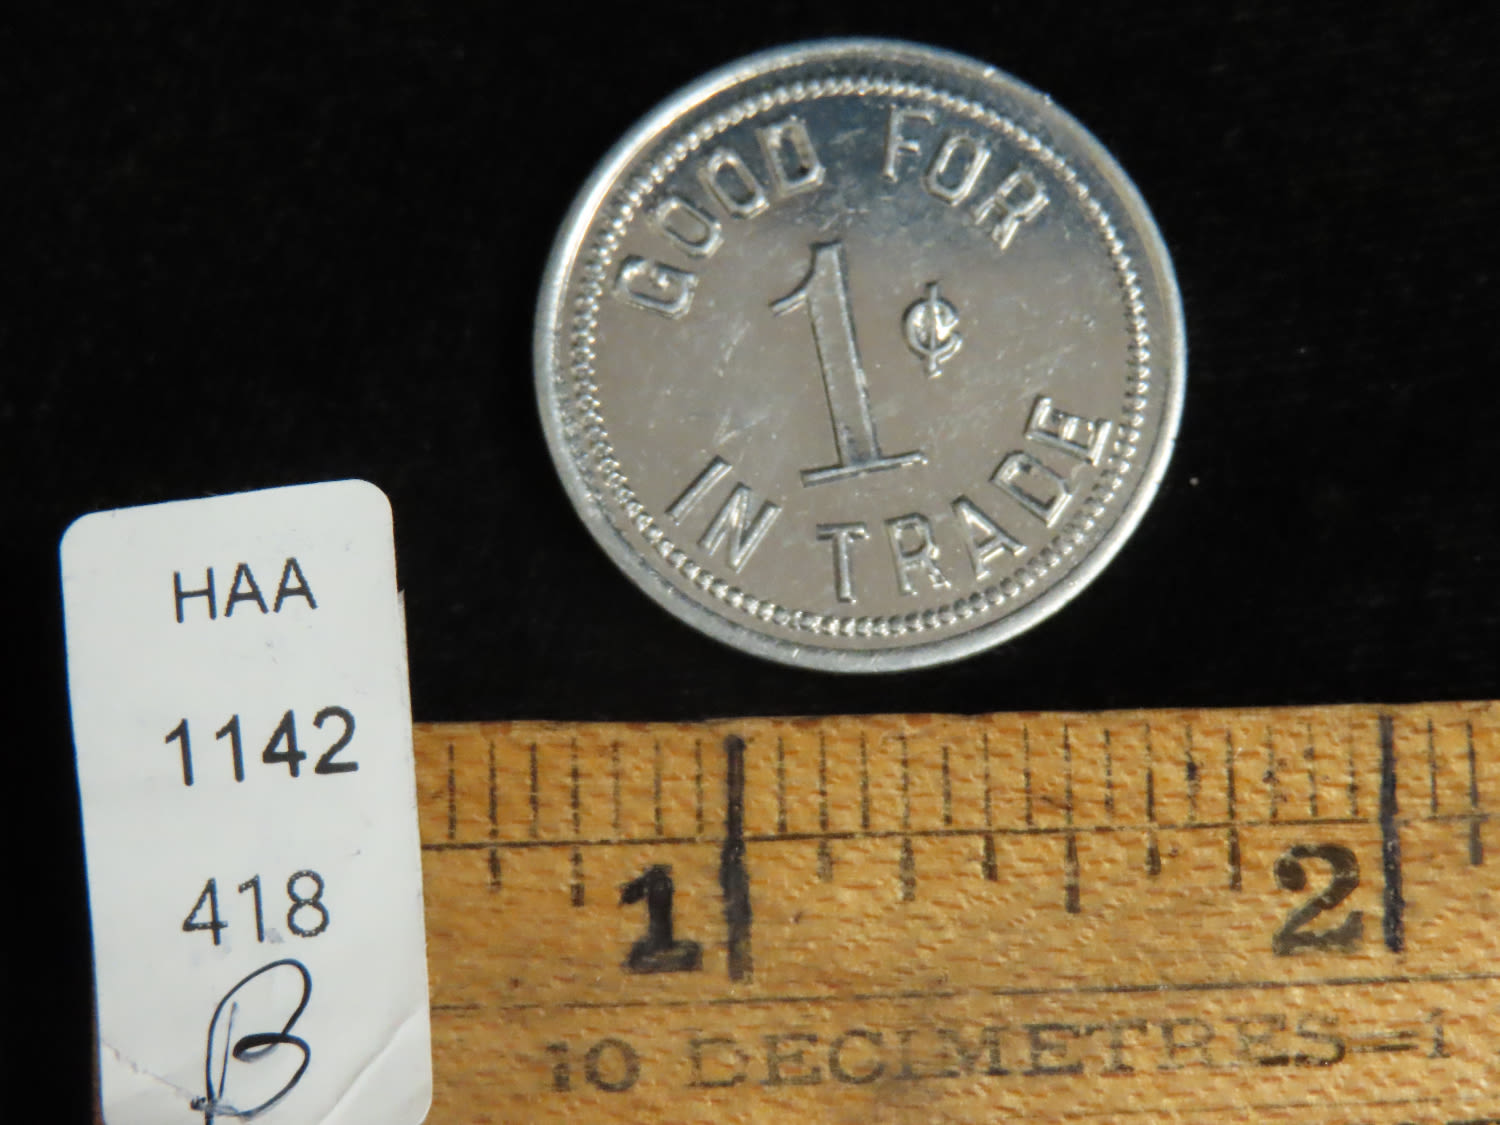 GOOD FOR
1¢
IN TRADE
HAA
1142
418
B
1 2
10 DECIMETRES=1